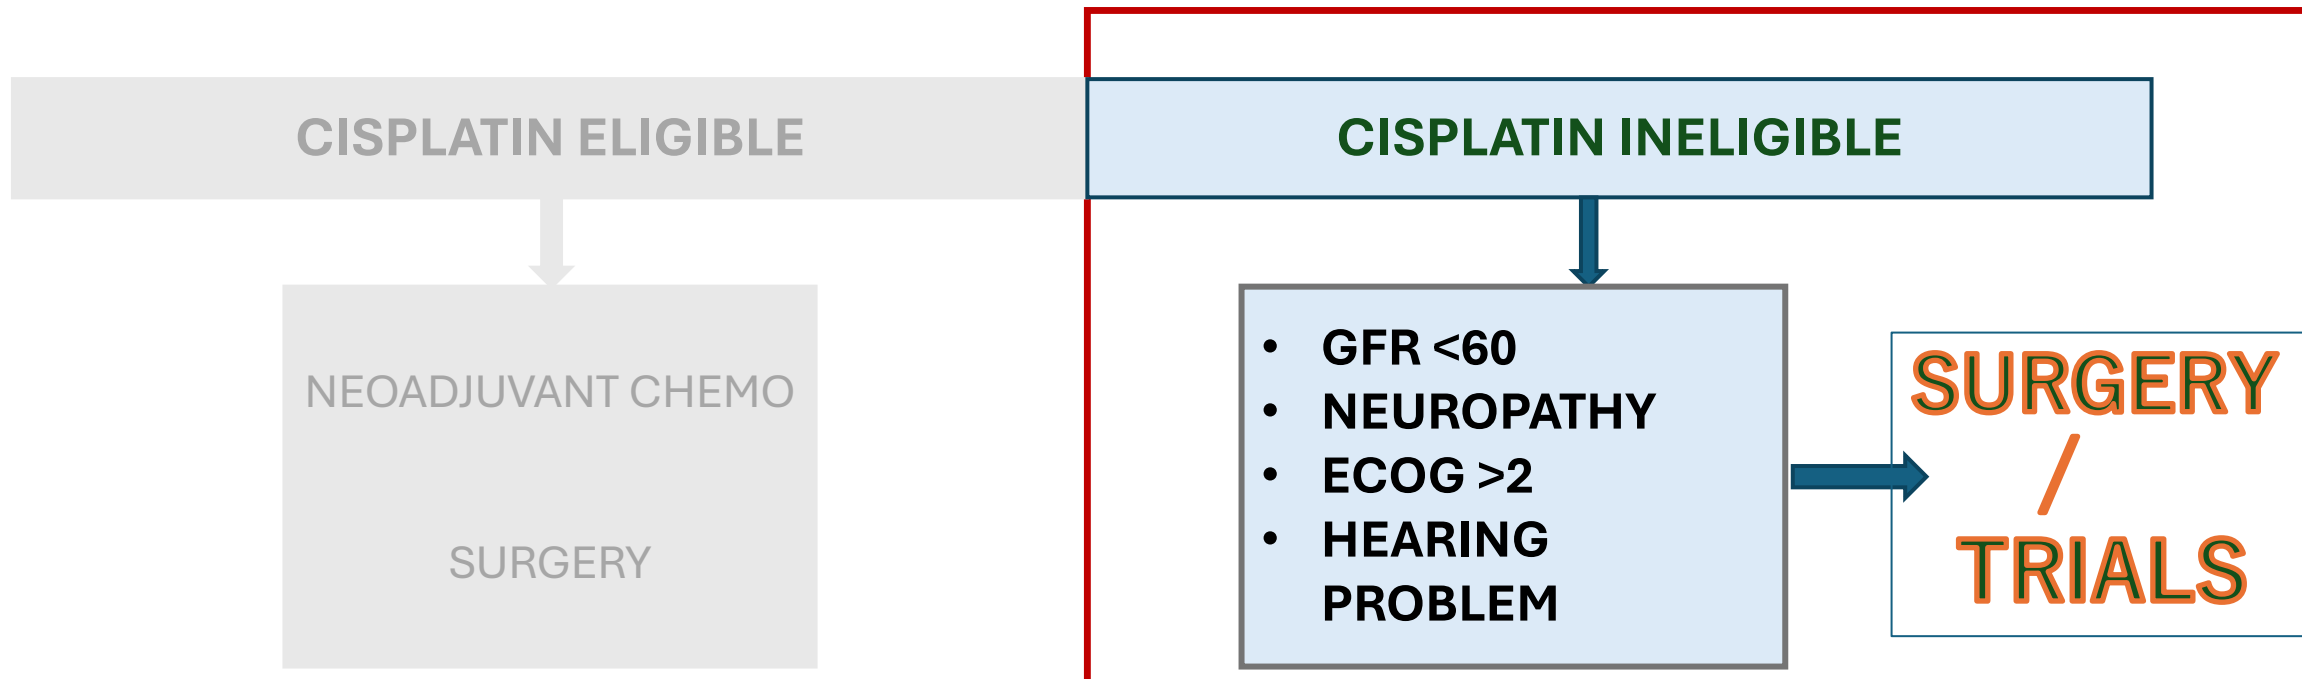 CISPLATIN ELIGIBLE
CISPLATIN INELIGIBLE
NEOADJUVANT CHEMO
SURGERY
• GFR <60
• NEUROPATHY
• ECOG >2
• HEARING
PROBLEM
SURGERY
/
TRIALS